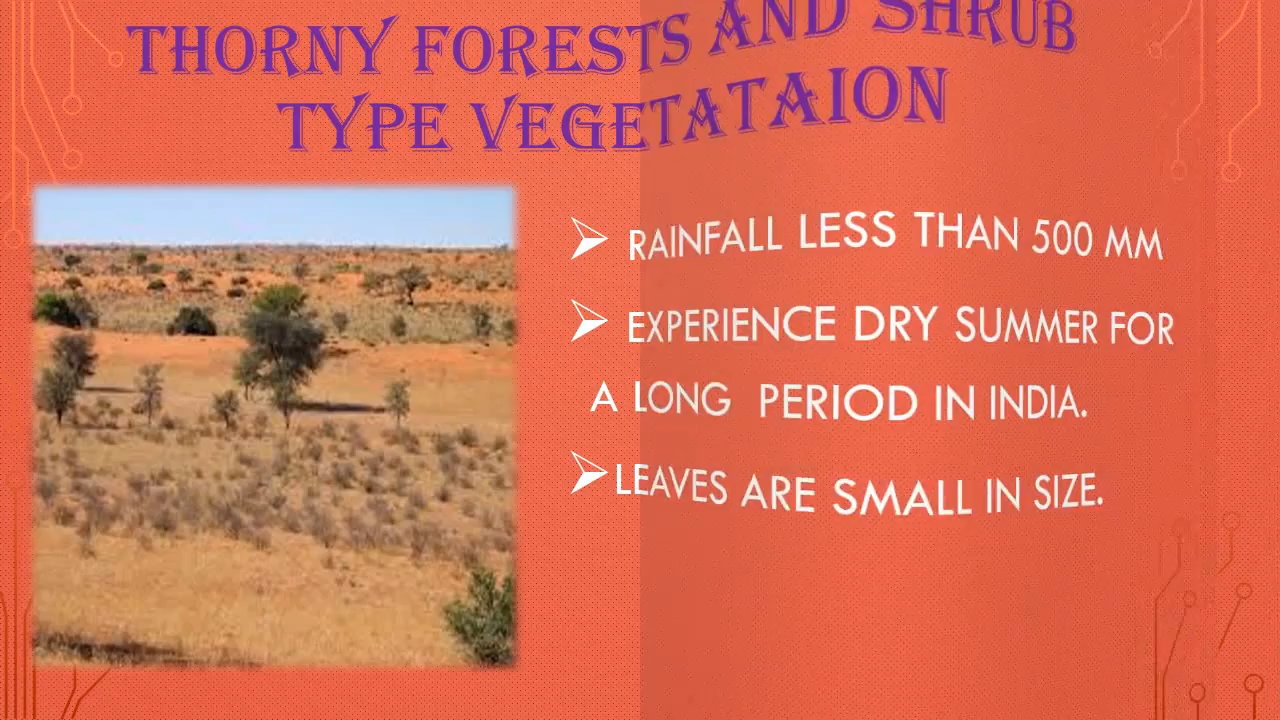 THORNY FORESTS AND SHRUB
TYPE VEGETATAION
➢ RAINFALL LESS THAN 500 MM
➢ EXPERIENCE DRY SUMMER FOR
A LONG PERIOD IN INDIA.
➢LEAVES ARE SMALL IN SIZE.